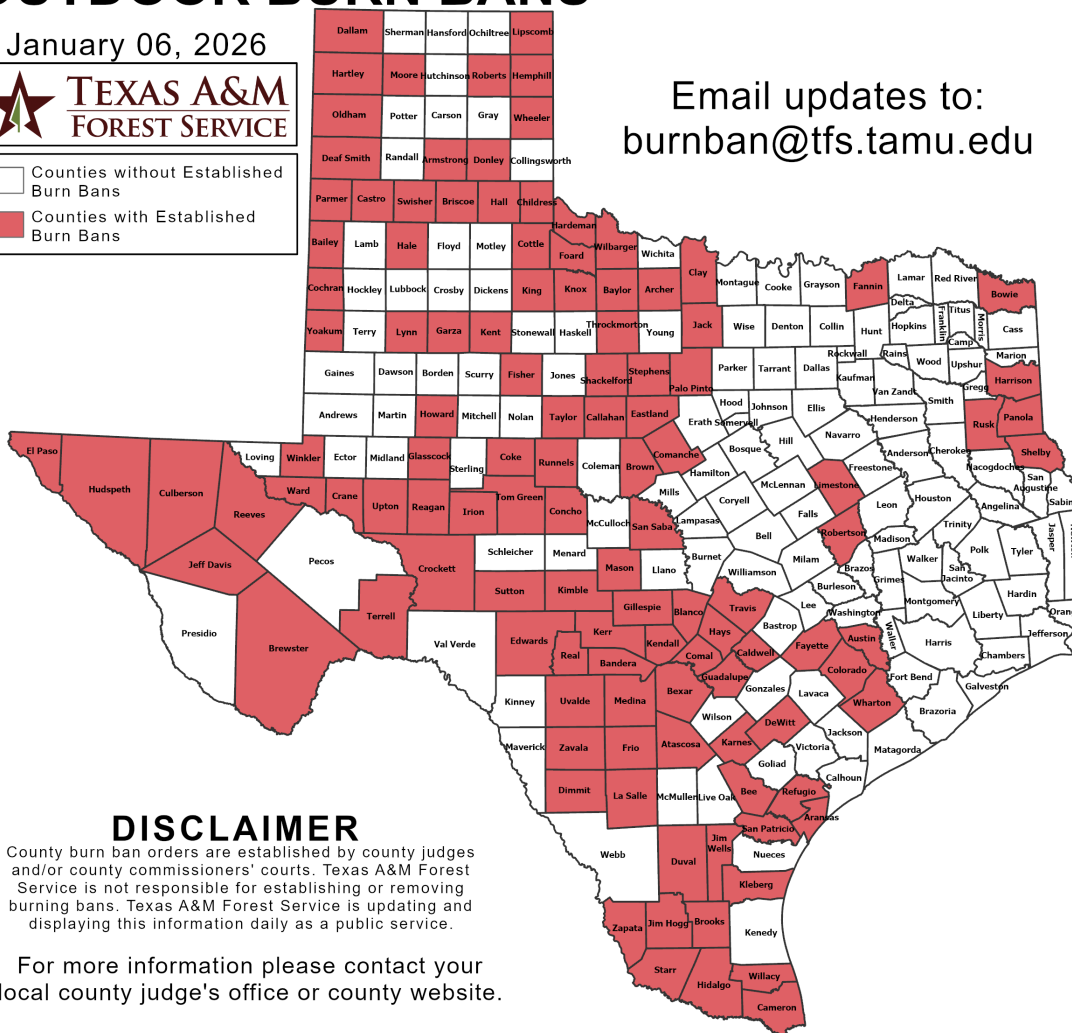 OUTDOOR BURN BANS
January 06, 2026
TEXAS A&M
FOREST SERVICE
Counties without Established
Burn Bans
Counties with Established
Burn Bans
Email updates to:
burnban@tfs.tamu.edu
Dallam Sherman Hansford Ochiltree Lipscomb
Hartley Moore Hutchinson Roberts Hemphill
Oldham Potter Carson Gray Wheeler
Deaf Smith Randall Armstrong Donley Collingsworth
Parmer Castro Swisher Briscoe Hall Childress
Hardeman
Bailey Lamb Hale Floyd Motley Cottle Foard Wilbarger Wichita
Clay
Cochran Hockley Lubbock Crosby Dickens King Knox Baylor Archer Montague Cooke Grayson Fannin Lamar Red River Bowie
Delta Titus
Yoakum Terry Lynn Garza Kent Stonewall Haskell Throckmorton Young Jack Wise Denton Collin Hunt Hopkins Franklin Morris Cass
Camp
Rockwall Rains Marion
Gaines Dawson Borden Scurry Fisher Jones Shackelford Stephens Palo Pinto Parker Tarrant Dallas Kaufman Van Zandt Wood Upshur Gregg Harrison
Smith
Andrews Martin Howard Mitchell Nolan Taylor Callahan Eastland Erath Hood Somervell Johnson Ellis Henderson Rusk Panola
El Paso Loving Winkler Ector Midland Glasscock Sterling Coke Runnels Coleman Brown Comanche Hamilton Bosque Hill Navarro Freestone Anderson Cherokee Nacogdoches Shelby
San
Augustine
Hudspeth Culberson Reeves Ward Crane Upton Reagan Irion Tom Green Concho McCulloch San Saba Mills Lampasas Coryell McLennan Limestone Falls Leon Houston Angelina Sabin
Trinity Jasper
Jeff Davis Pecos Crockett Schleicher Menard Mason Llano Burnet Bell Milam Robertson Brazos Madison Walker Polk Tyler
San
Jacinto
Grimes
Presidio Brewster Terrell Sutton Kimble Gillespie Blanco Williamson Travis Burleson Lee Washington Montgomery Liberty Hardin Oran
Val Verde Edwards Kerr Real Bandera Kendall Hays Comal Caldwell Bastrop Fayette Austin Waller Harris Jefferson
Chambers
Guadalupe Colorado Fort Bend Galveston
Kinney Uvalde Medina Bexar Wilson Gonzales Lavaca Wharton Brazoria
DeWitt
Maverick Zavala Frio Atascosa Karnes Victoria Jackson Matagorda
Goliad Calhoun
Dimmit La Salle McMullen Live Oak Bee Refugio
Aransas
San Patricio
Webb Duval Jim
Wells Nueces
Kleberg
Zapata Jim Hogg Brooks Kenedy
Starr Hidalgo Willacy
Cameron
DISCLAIMER
County burn ban orders are established by county judges
and/or county commissioners' courts. Texas A&M Forest
Service is not responsible for establishing or removing
burning bans. Texas A&M Forest Service is updating and
displaying this information daily as a public service.
For more information please contact your
local county judge's office or county website.